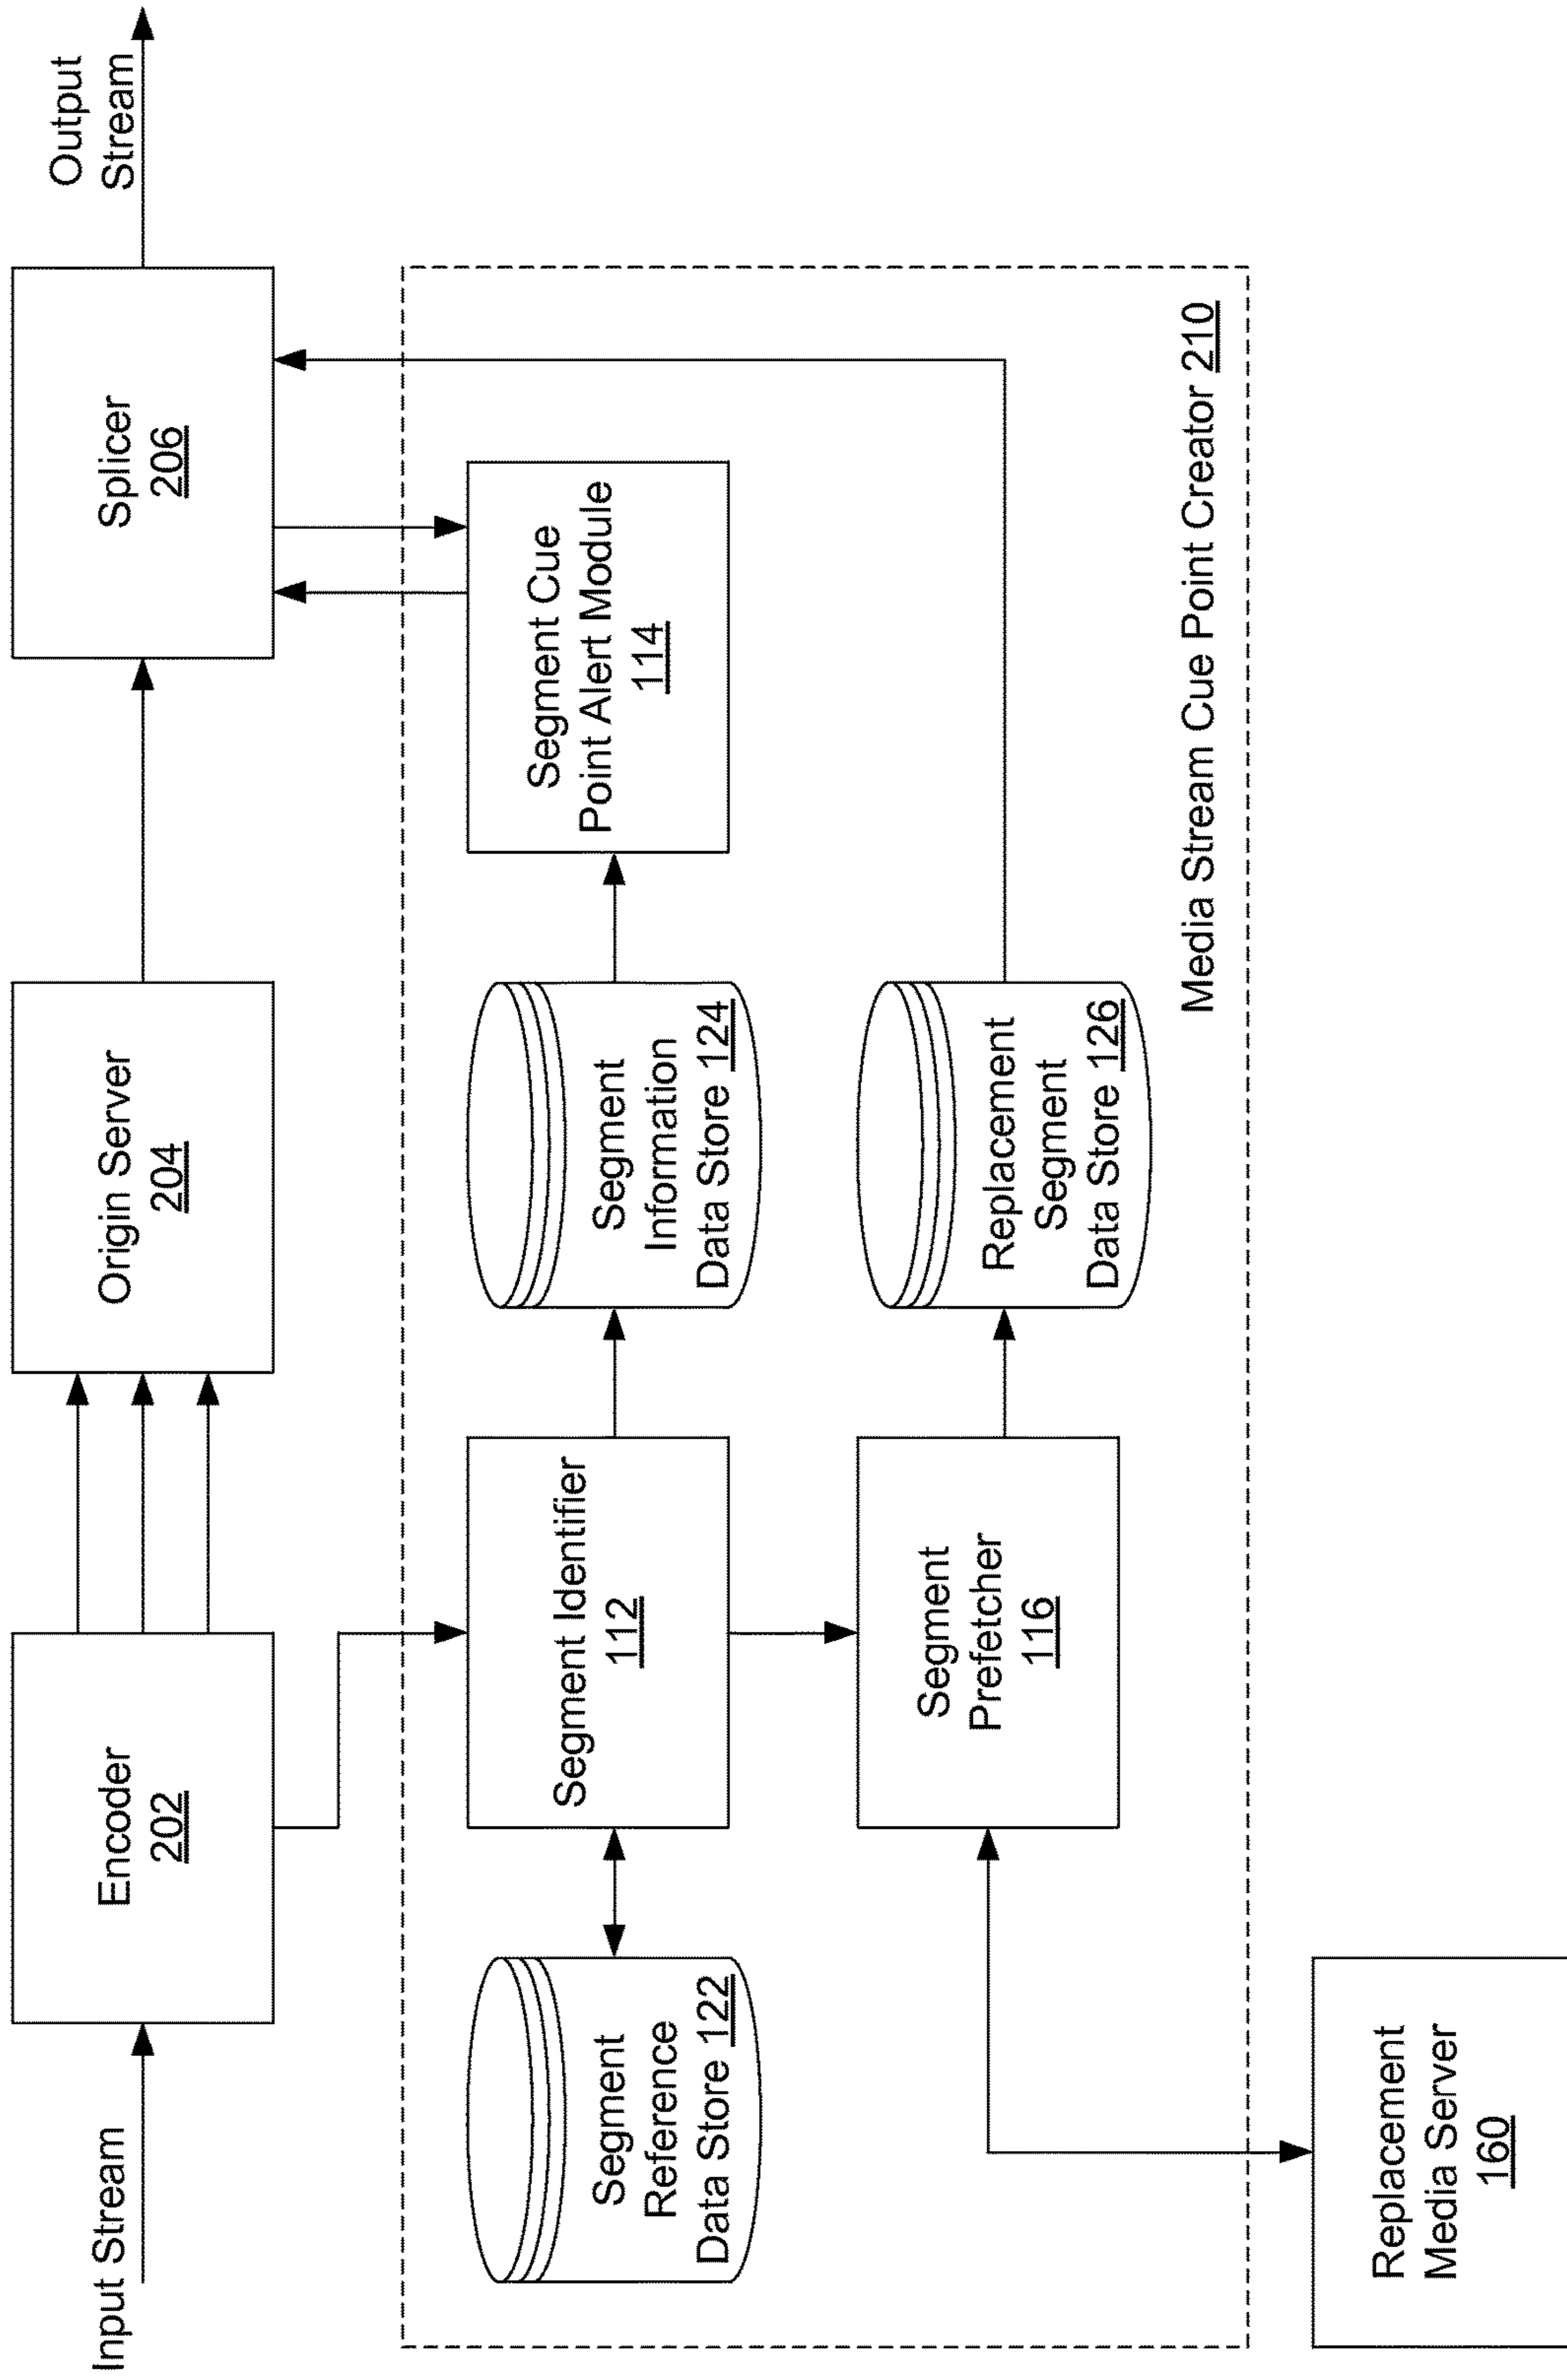 Input Stream
Encoder
202
Origin Server
204
Splicer
206
Output
Stream
Segment
Reference
Data Store 122
Segment Identifier
112
Segment
Information
Data Store 124
Segment Cue
Point Alert Module
114
Segment
Prefetcher
116
Replacement
Segment
Data Store 126
Media Stream Cue Point Creator 210
Replacement
Media Server
160